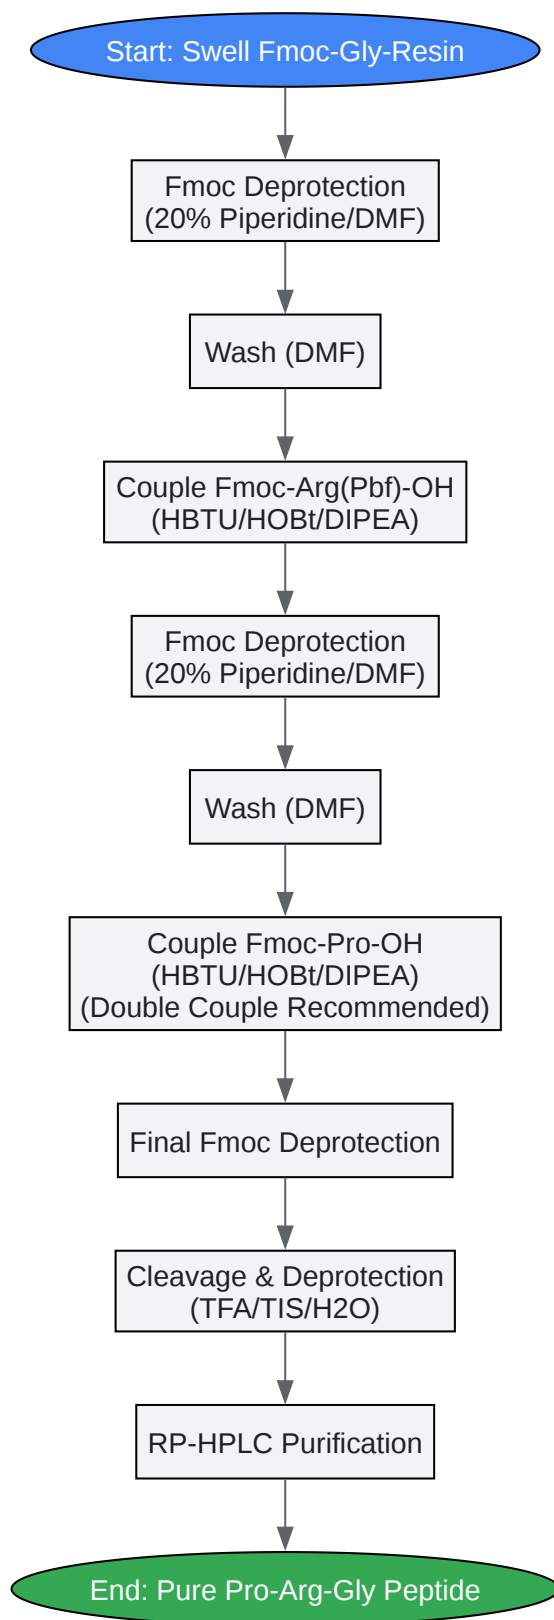 Start: Swell Fmoc-Gly-Resin
Fmoc Deprotection
(20% Piperidine/DMF)
Wash (DMF)
Couple Fmoc-Arg(Pbf)-OH
(HBTU/HOBt/DIPEA)
Fmoc Deprotection
(20% Piperidine/DMF)
Wash (DMF)
Couple Fmoc-Pro-OH
(HBTU/HOBt/DIPEA)
(Double Couple Recommended)
Final Fmoc Deprotection
Cleavage & Deprotection
(TFA/TIS/H2O)
RP-HPLC Purification
End: Pure Pro-Arg-Gly Peptide